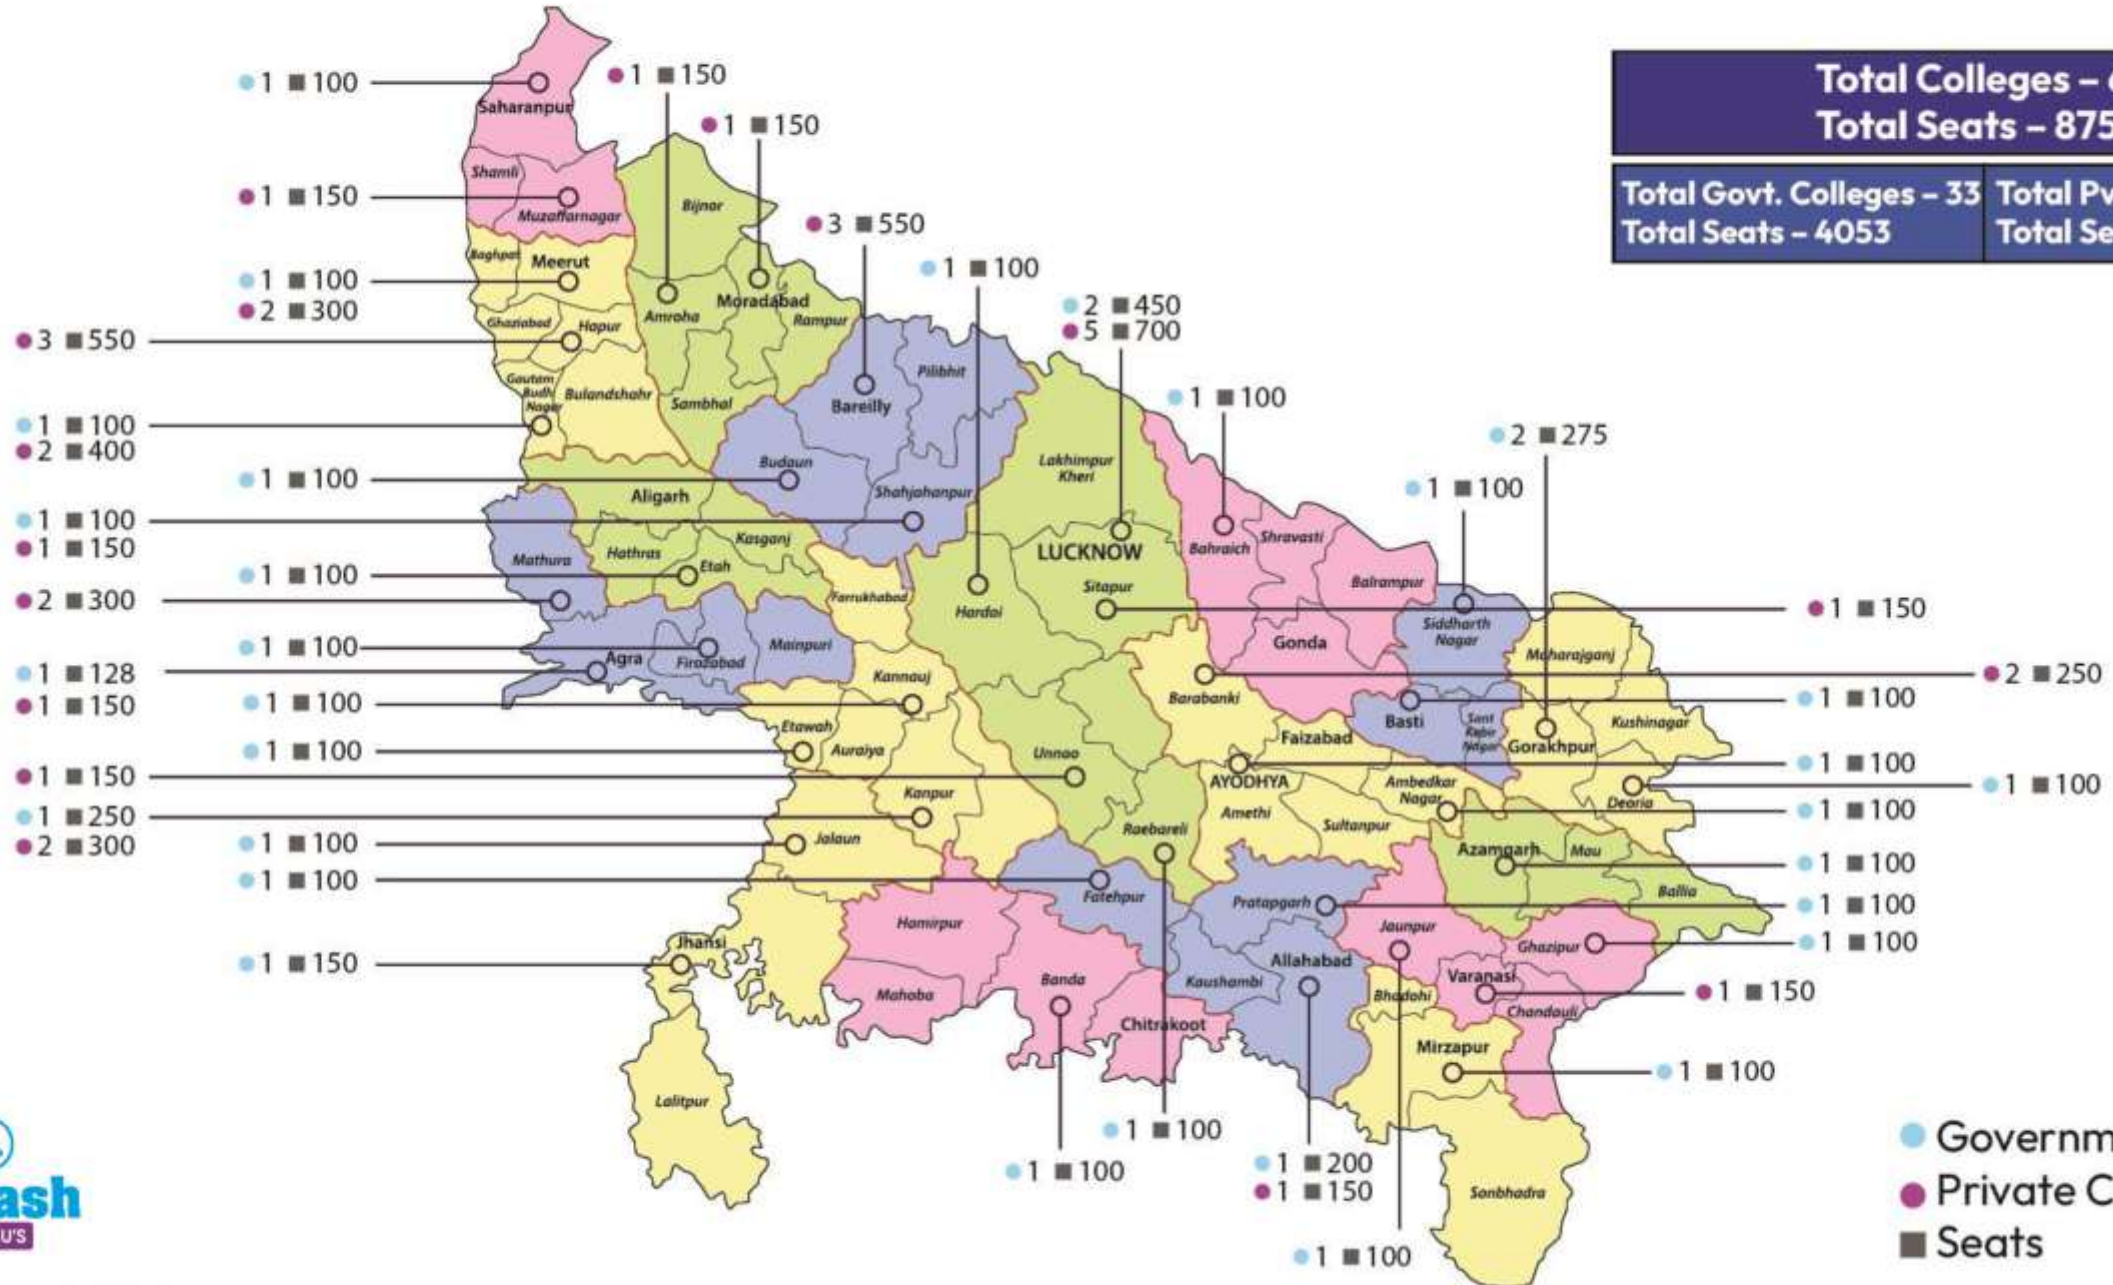 Total Colleges –
Total Seats – 875
Total Govt. Colleges – 33
Total Seats – 4053
Total Pv
Total Se
1 100
1 150
1 150
1 150
3 550
1 100
1 100
2 300
2 450
5 700
3 550
1 100
1 100
2 400
2 275
1 100
1 100
1 100
1 150
1 100
2 300
1 150
1 100
2 250
1 128
1 150
1 100
1 100
1 100
1 100
1 150
1 100
1 100
1 250
2 300
1 100
1 100
1 100
1 100
1 100
1 150
1 150
1 100
1 100
1 100
1 200
1 150
1 100
Saharanpur
Shamli
Muzaffarnagar
Bijnor
Baghpat
Meerut
Moradabad
Amroha
Rampur
Ghaziabad
Hapur
Gautam
Budh
Nagar
Bulandshahr
Sambhal
Pilibhit
Bareilly
Budaun
Shahjahanpur
Lakhimpur
Kheri
Aligarh
Mathura
Hathras
Kasganj
Etah
LUCKNOW
Bahraich
Shravasti
Balrampur
Farrukhabad
Hardoi
Sitapur
Siddharth
Nagar
Gonda
Maharajganj
Agra
Firozabad
Mainpuri
Kannauj
Barabanki
Basti
Sant
Kabir
Nagar
Gorakhpur
Kushinagar
Etawah
Auraiya
Unnao
Faizabad
AYODHYA
Ambedkar
Nagar
Deoria
Kanpur
Amethi
Sultanpur
Jalaun
Raebareli
Azamgarh
Mau
Ballia
Fatehpur
Pratapgarh
Hamirpur
Jaunpur
Ghazipur
Jhansi
Mahoba
Banda
Kaushambi
Allahabad
Varanasi
Bhadohi
Chandauli
Chitrakoot
Mirzapur
Lalitpur
Sonbhadra
Governm
Private C
Seats
ash
U'S